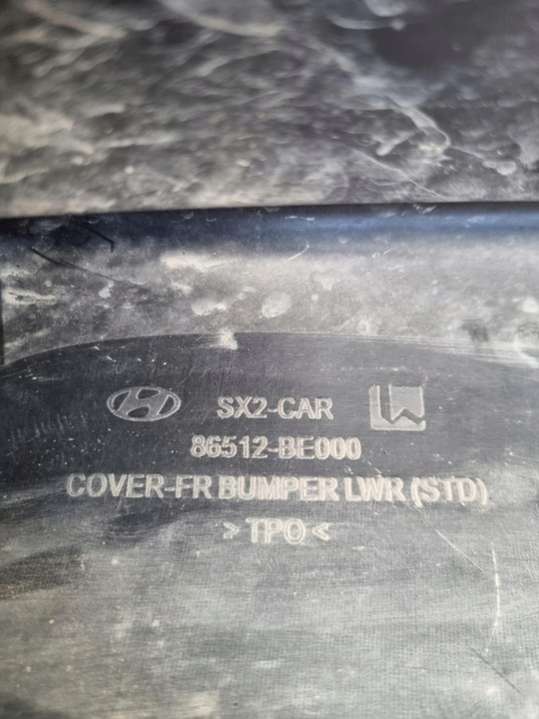 SX2-CAR
86512-BE000
COVER-FR BUMPER LWR (STD)
>TPO<